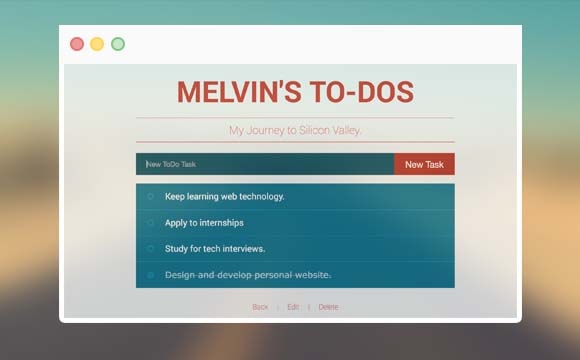 MELVIN'S TO-DOS
My Journey to Silicon Valley.
New ToDo Task
New Task
Keep learning web technology.
Apply to internships
Study for tech interviews.
Design and develop personal website.
Back | Edit | Delete